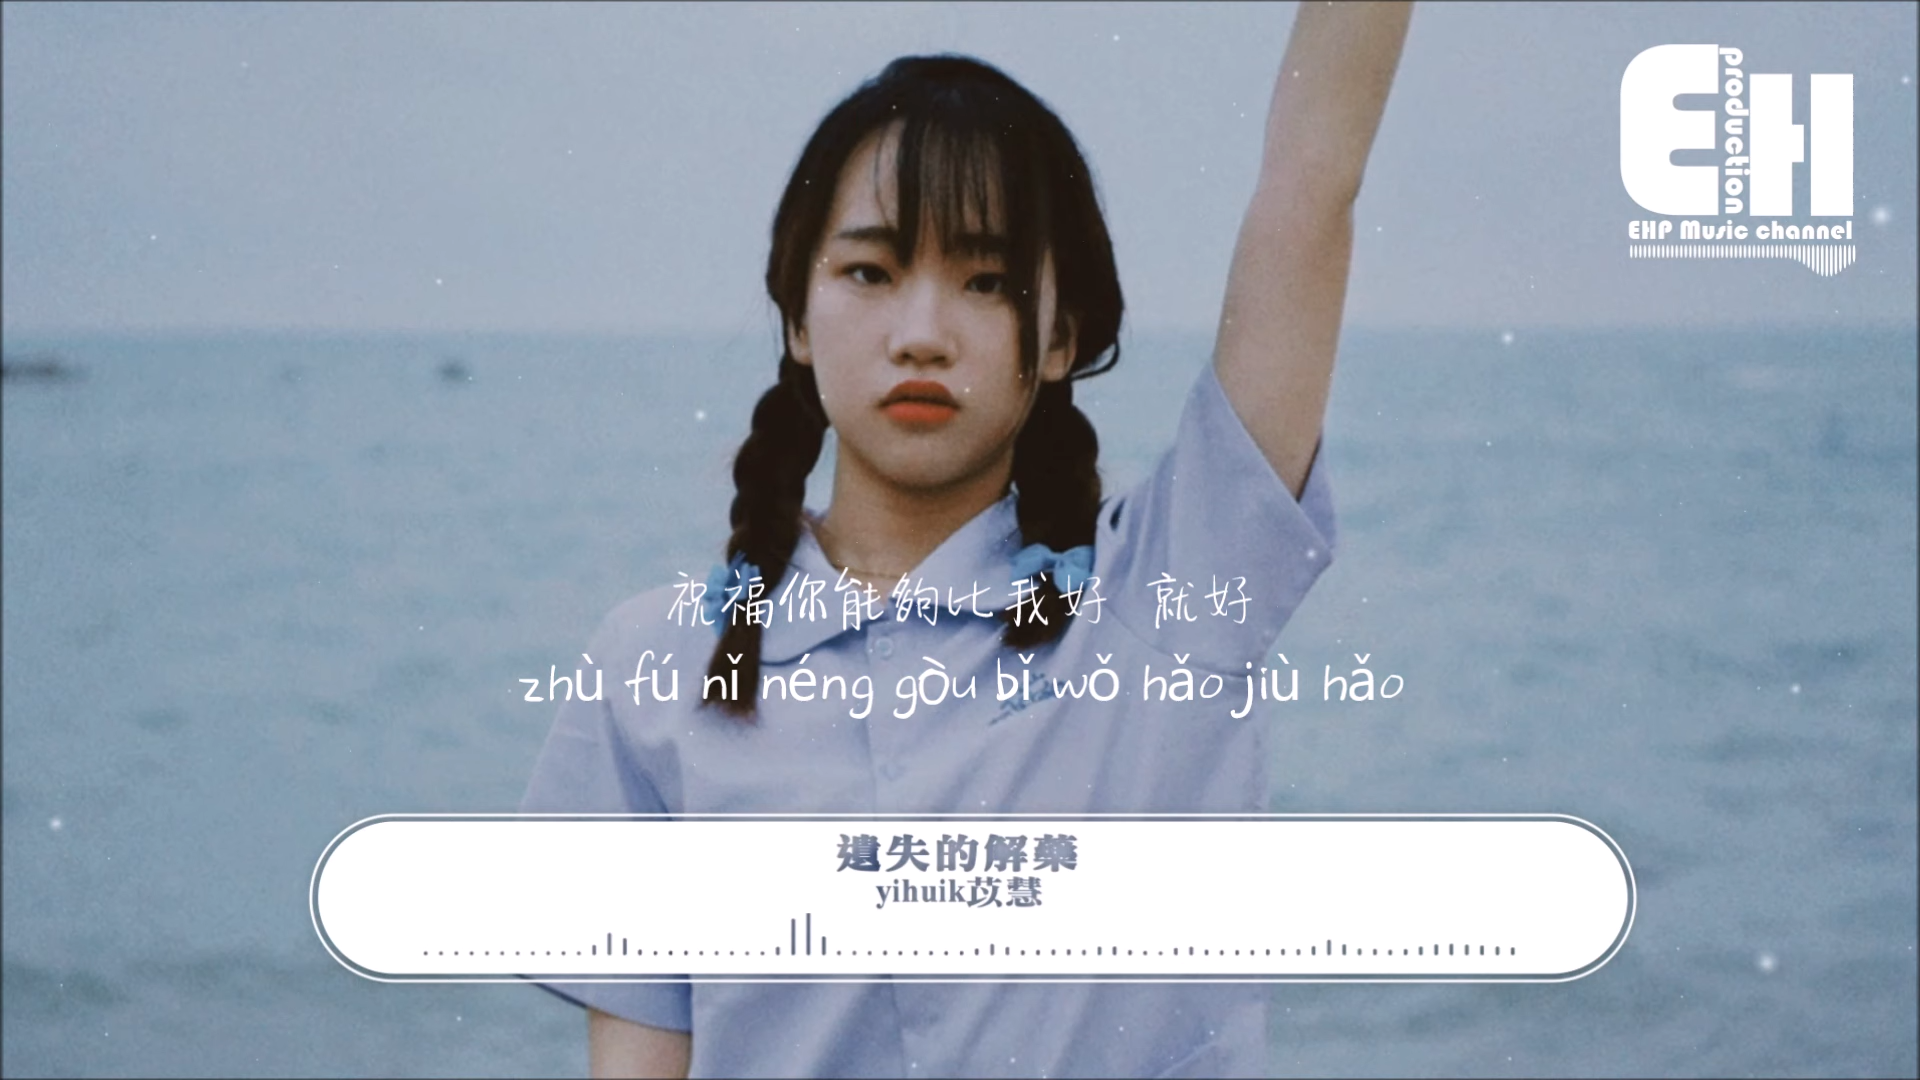 EH
production
EHP Music channel
祝福你能夠比我好 就好
zhù fú nǐ néng gòu bǐ wǒ hǎo jiù hǎo
遺失的解藥
yihuik苡慧